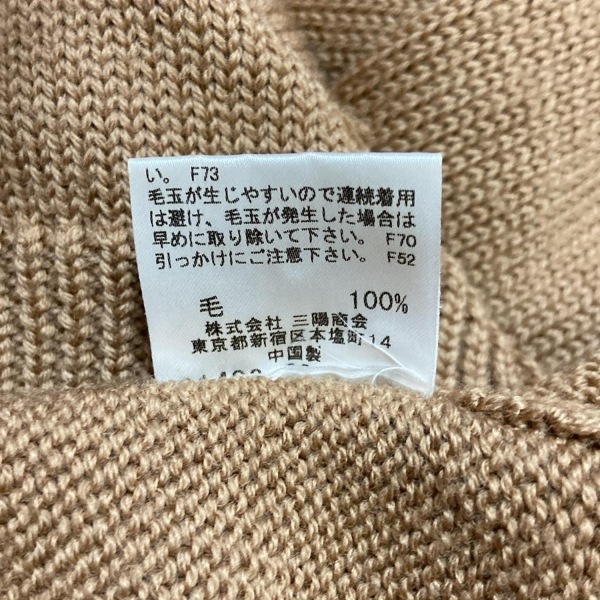 い。 F73
毛玉が生じやすいので連続着用
は避け、毛玉が発生した場合は
早めに取り除いて下さい。 F70
引っかけにご注意下さい。 F52
毛 100%
株式会社 三陽商会
東京都新宿区本塩町14
中国製